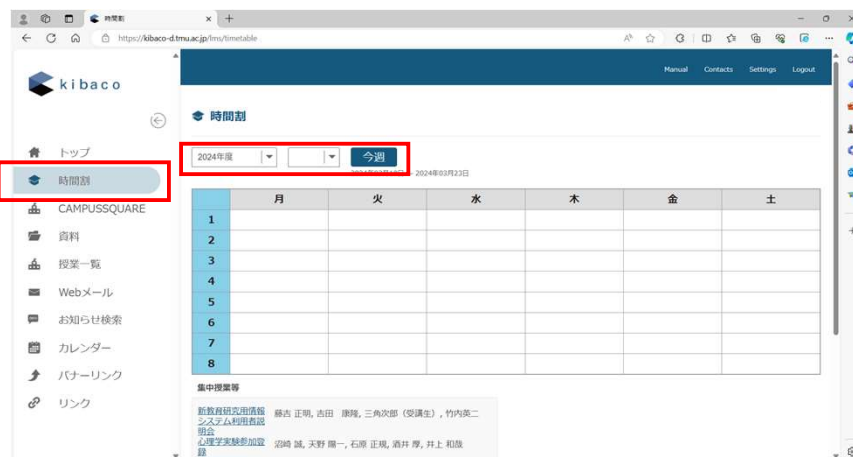 時間割
https://kibaco-d.tmu.ac.jp/lms/timetable
Manual Contacts Settings Logout
kibaco
時間割
トップ
時間割
CAMPUSSQUARE
資料
授業一覧
Webメール
お知らせ検索
カレンダー
バナーリンク
リンク
2024年度 今週
2024年03月23日
月 火 水 木 金 土
1
2
3
4
5
6
7
8
集中授業等
新教育研究用情報
システム利用者説
明会
藤吉 正明, 吉田 康隆, 三角次郎（受講生）, 竹内英二
心理学実験参加登
録
沼崎 誠, 天野 陽一, 石原 正規, 酒井 厚, 井上 和哉